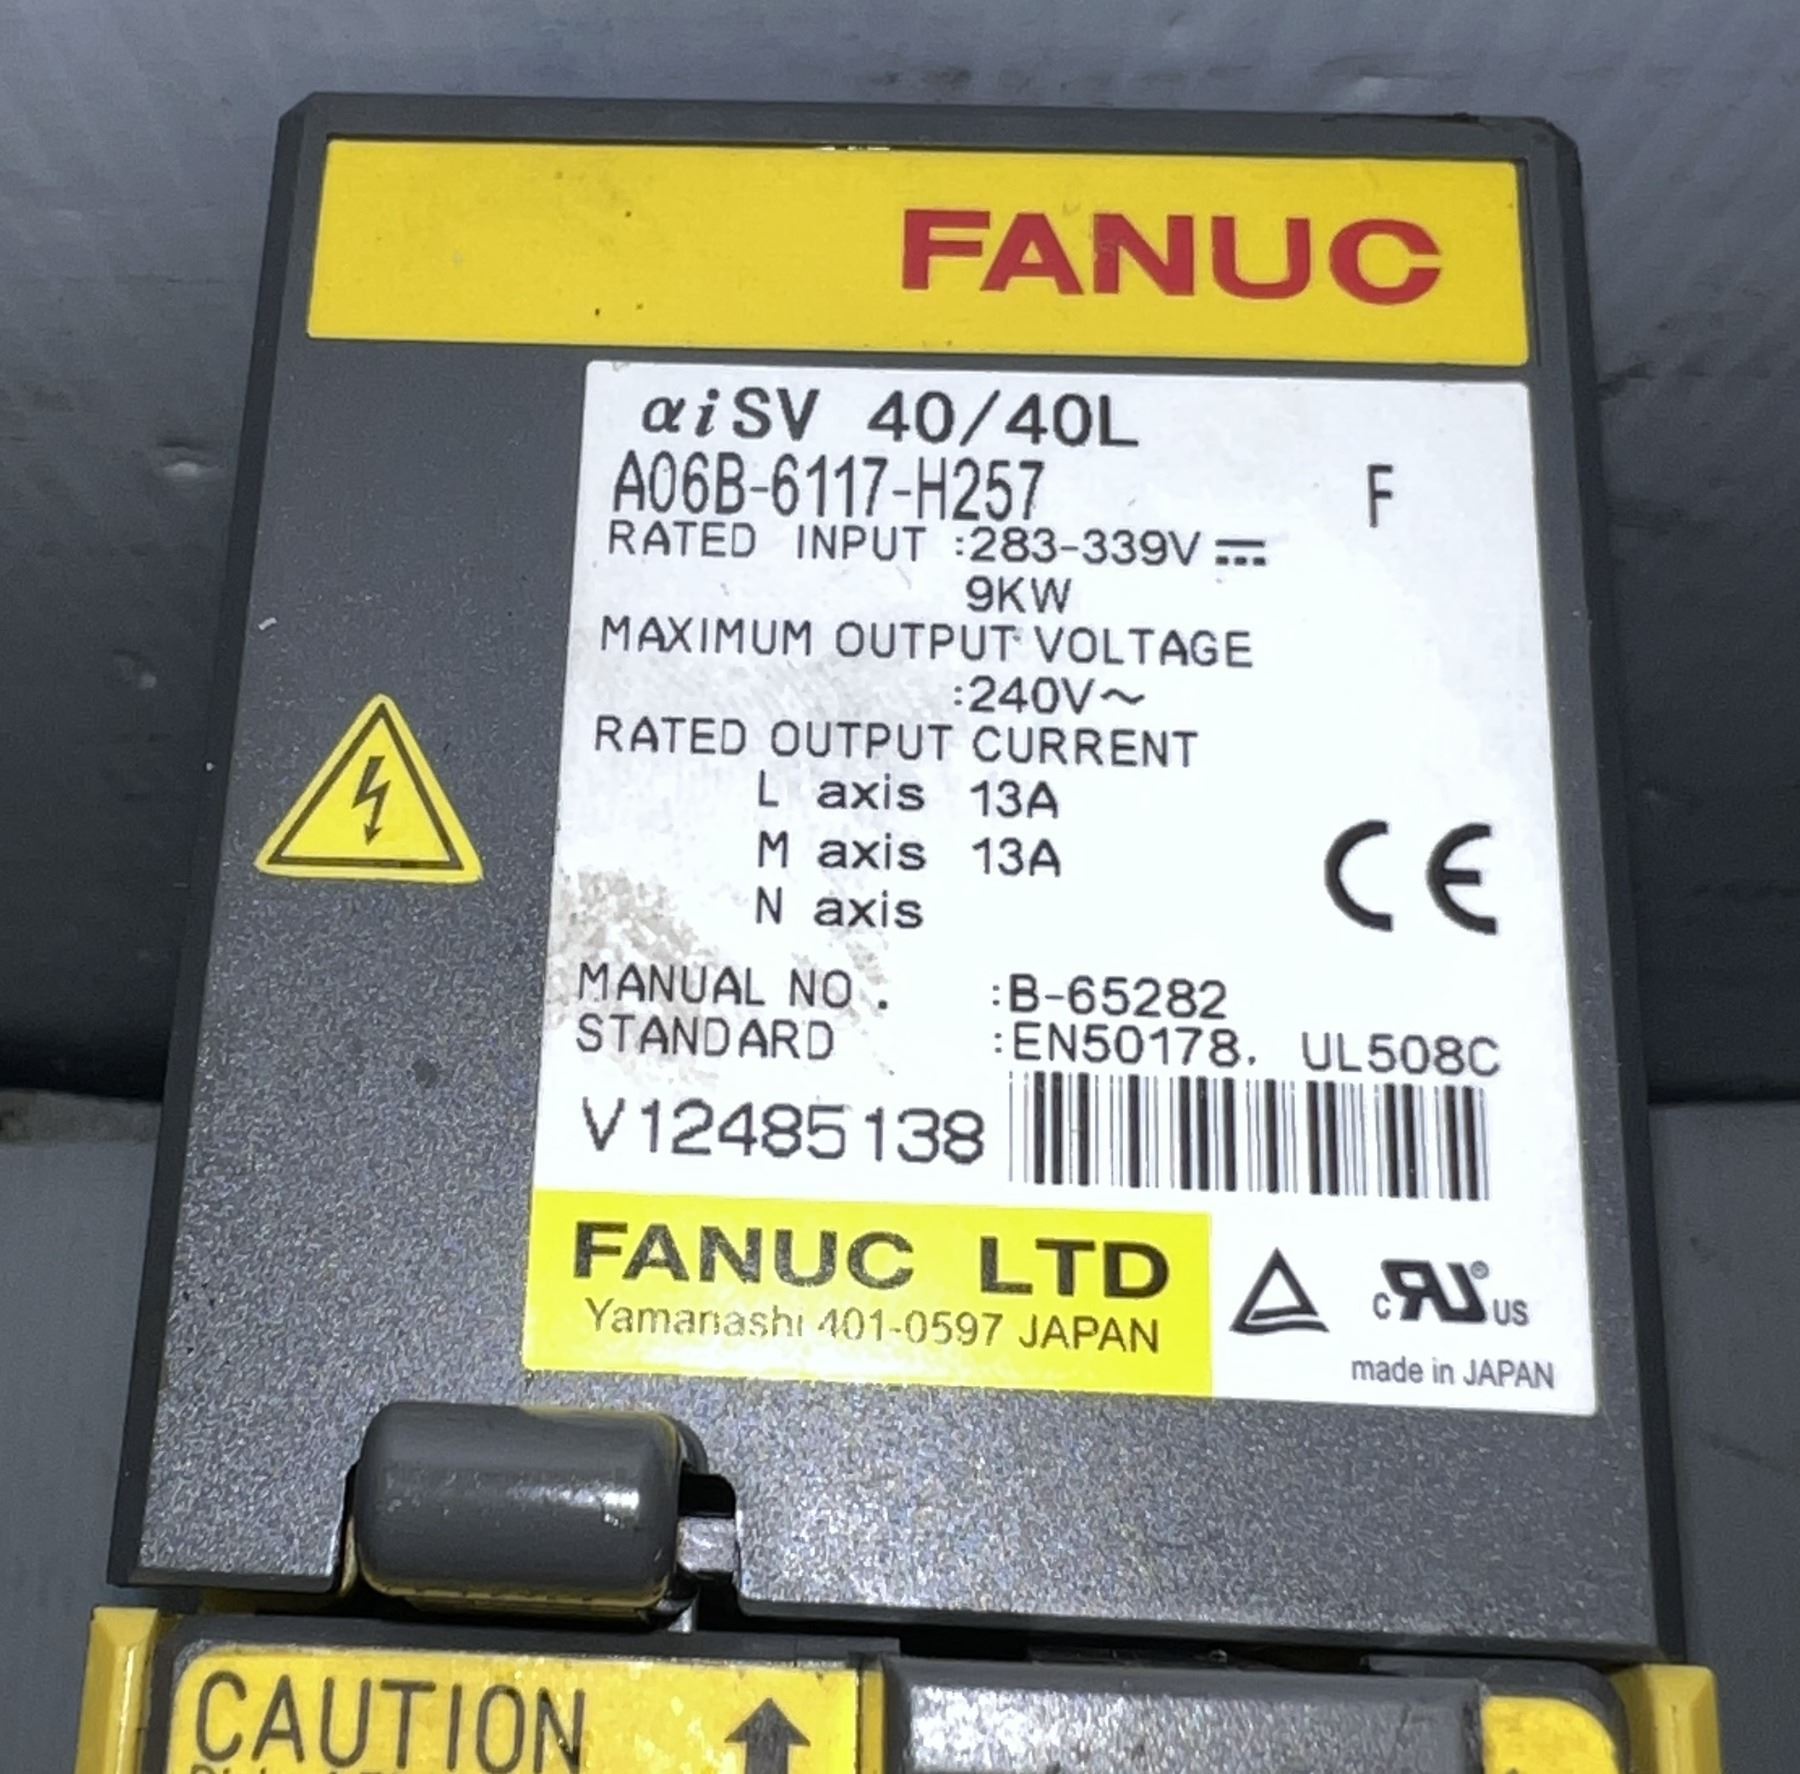 FANUC
αiSV 40/40L
A06B-6117-H257 F
RATED INPUT :283-339V⎓
9KW
MAXIMUM OUTPUT VOLTAGE
:240V~
RATED OUTPUT CURRENT
L axis 13A
M axis 13A
N axis
CE
MANUAL NO. :B-65282
STANDARD :EN50178. UL508C
V12485138
FANUC LTD
Yamanashi 401-0597 JAPAN
c RU ® US
made in JAPAN
CAUTION